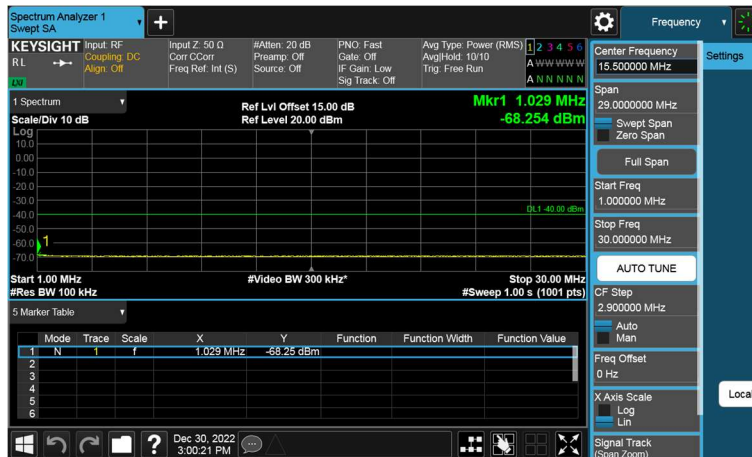 Spectrum Analyzer 1
Swept SA
Frequency
KEYSIGHT
RL
LXI
Input: RF
Coupling: DC
Align: Off
Input Z: 50 Ω
Corr CCorr
Freq Ref: Int (S)
#Atten: 20 dB
Preamp: Off
Source: Off
PNO: Fast
Gate: Off
IF Gain: Low
Sig Track: Off
Avg Type: Power (RMS)
Avg|Hold: 10/10
Trig: Free Run
1 2 3 4 5 6
A W W W W W
A N N N N N
1 Spectrum
Scale/Div 10 dB
Ref Lvl Offset 15.00 dB
Ref Level 20.00 dBm
Mkr1 1.029 MHz
-68.254 dBm
Log
10.0
0.00
-10.0
-20.0
-30.0
-40.0
-50.0
-60.0
-70.0
DL1 -40.00 dBm
1
Start 1.00 MHz
#Res BW 100 kHz
#Video BW 300 kHz*
Stop 30.00 MHz
#Sweep 1.00 s (1001 pts)
5 Marker Table
Mode Trace Scale X Y Function Function Width Function Value
1 N 1 f 1.029 MHz -68.25 dBm
2
3
4
5
6
Dec 30, 2022
3:00:21 PM
Center Frequency
15.500000 MHz
Settings
Span
29.0000000 MHz
Swept Span
Zero Span
Full Span
Start Freq
1.000000 MHz
Stop Freq
30.000000 MHz
AUTO TUNE
CF Step
2.900000 MHz
Auto
Man
Freq Offset
0 Hz
X Axis Scale
Log
Lin
Local
Signal Track
(Span Zoom)